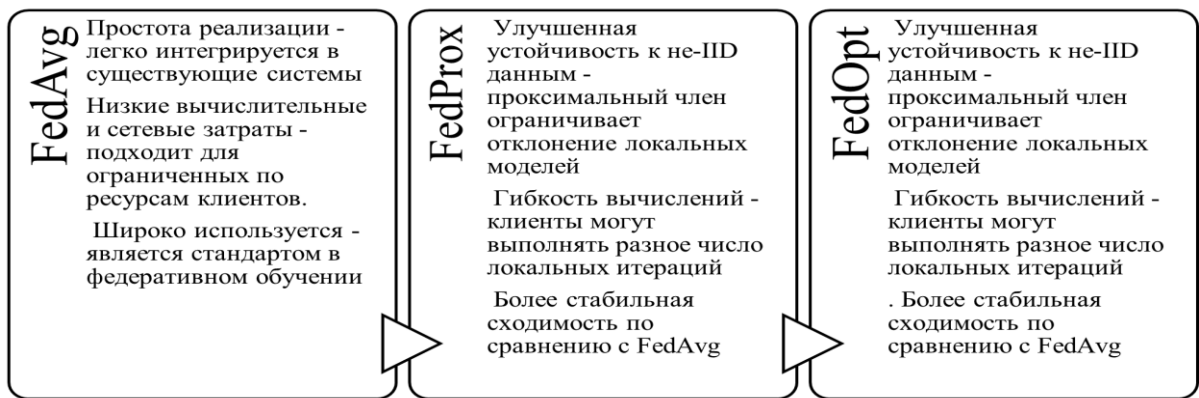 FedAvg
Простота реализации -
легко интегрируется в
существующие системы
Низкие вычислительные
и сетевые затраты -
подходит для
ограниченных по
ресурсам клиентов.
Широко используется -
является стандартом в
федеративном обучении
FedProx
Улучшенная
устойчивость к не-IID
данным -
проксимальный член
ограничивает
отклонение локальных
моделей
Гибкость вычислений -
клиенты могут
выполнять разное число
локальных итераций
Более стабильная
сходимость по
сравнению с FedAvg
FedOpt
Улучшенная
устойчивость к не-IID
данным -
проксимальный член
ограничивает
отклонение локальных
моделей
Гибкость вычислений -
клиенты могут
выполнять разное число
локальных итераций
. Более стабильная
сходимость по
сравнению с FedAvg